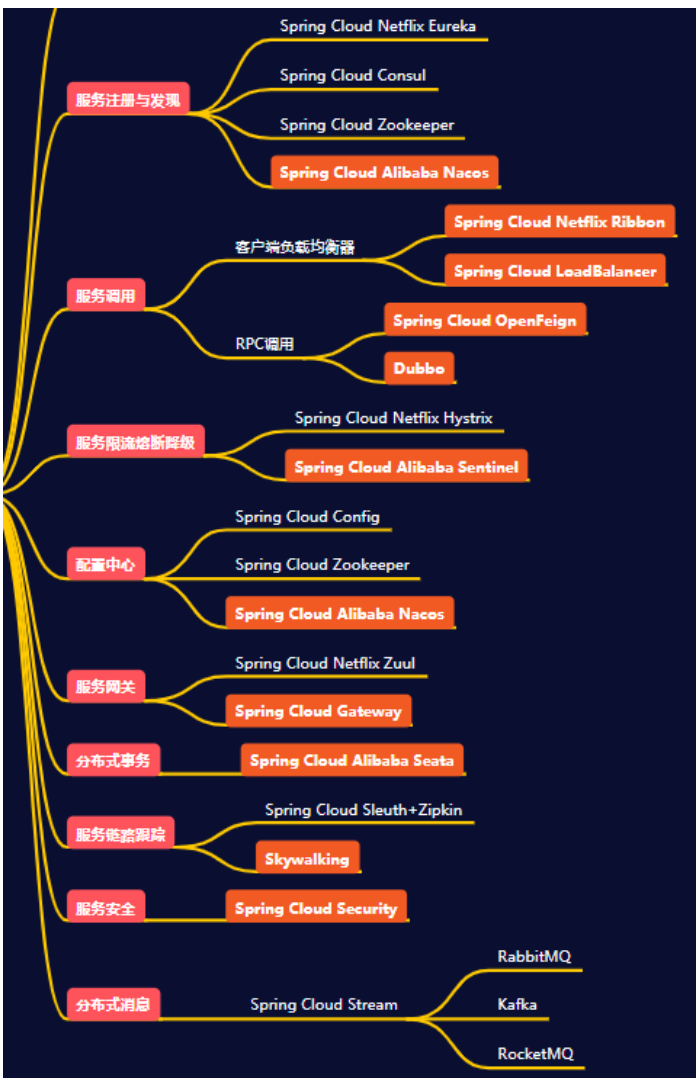 Spring Cloud Netflix Eureka
服务注册与发现
Spring Cloud Consul
Spring Cloud Zookeeper
Spring Cloud Alibaba Nacos
服务调用
客户端负载均衡器
Spring Cloud Netflix Ribbon
Spring Cloud LoadBalancer
RPC调用
Spring Cloud OpenFeign
Dubbo
服务限流熔断降级
Spring Cloud Netflix Hystrix
Spring Cloud Alibaba Sentinel
配置中心
Spring Cloud Config
Spring Cloud Zookeeper
Spring Cloud Alibaba Nacos
服务网关
Spring Cloud Netflix Zuul
Spring Cloud Gateway
分布式事务
Spring Cloud Alibaba Seata
服务链路跟踪
Spring Cloud Sleuth+Zipkin
Skywalking
服务安全
Spring Cloud Security
分布式消息
Spring Cloud Stream
RabbitMQ
Kafka
RocketMQ